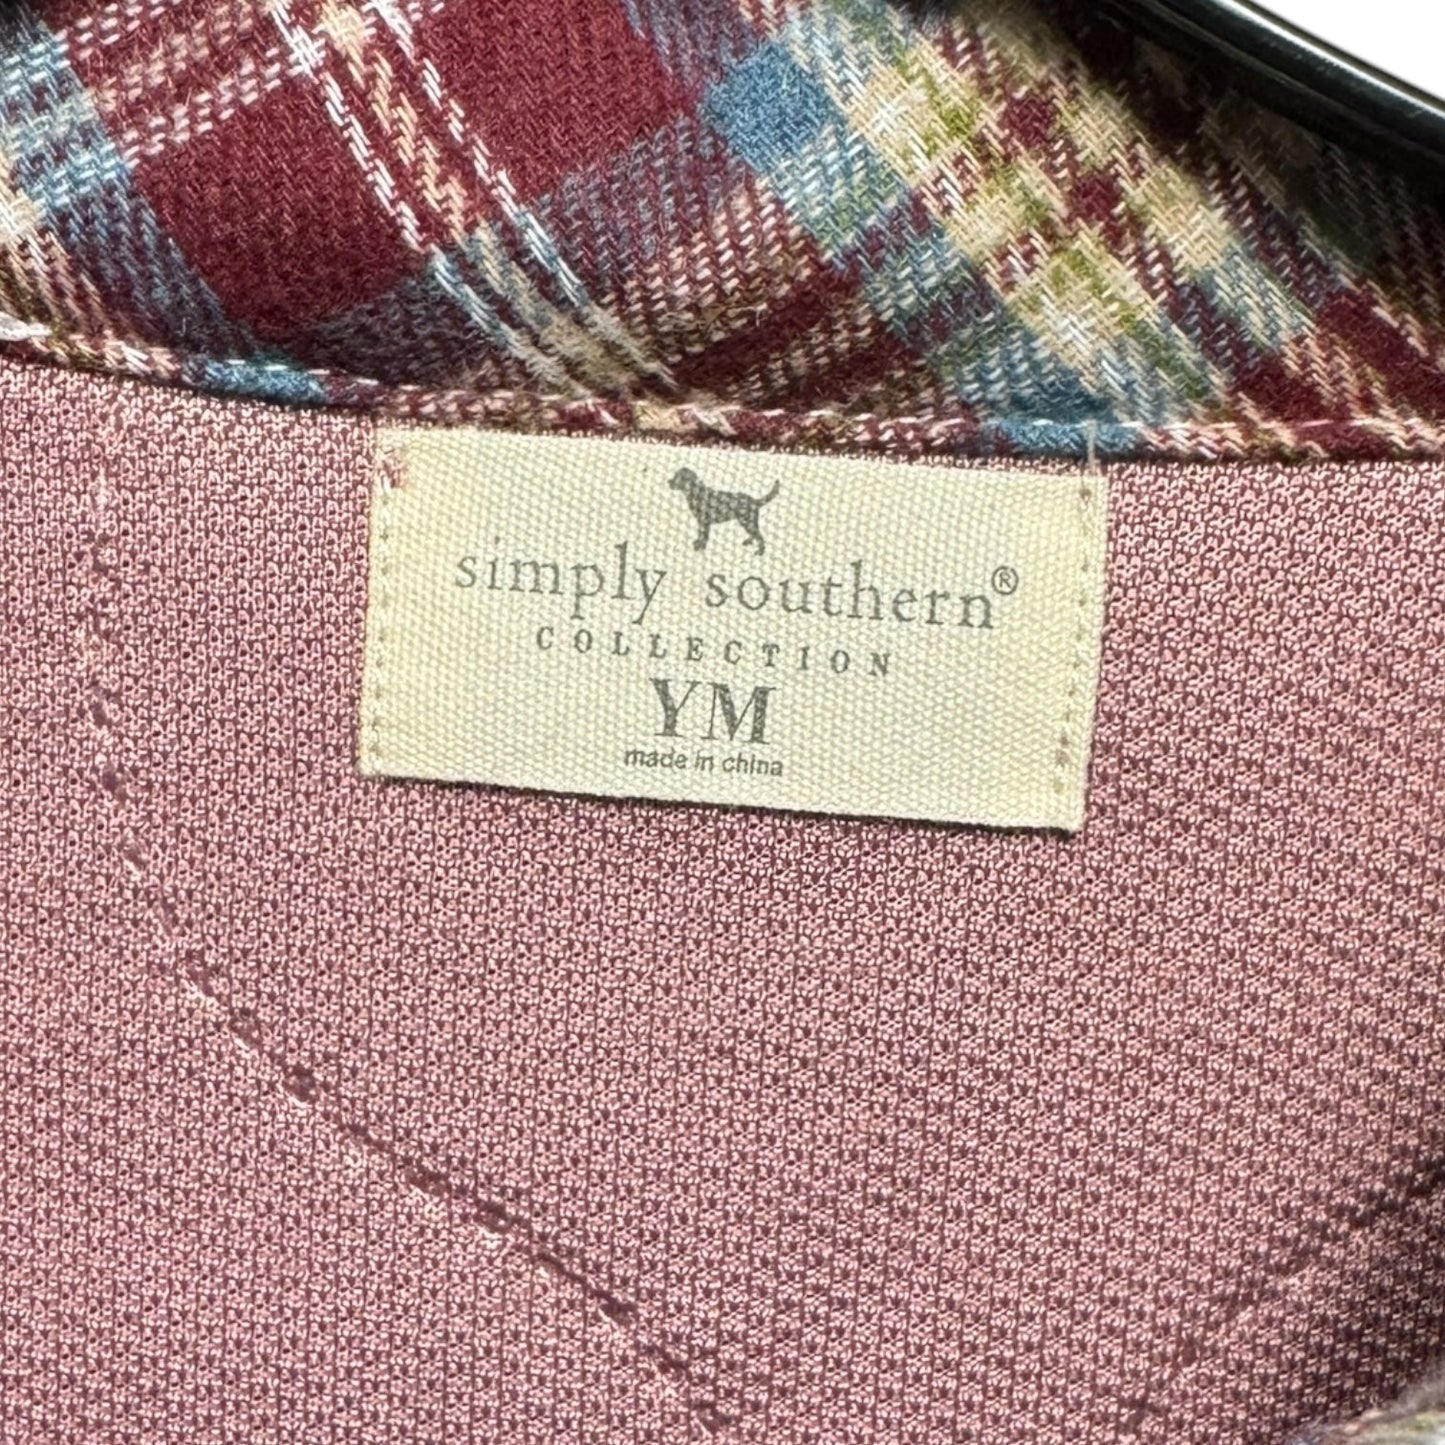 simply southern®
COLLECTION
YM
made in china